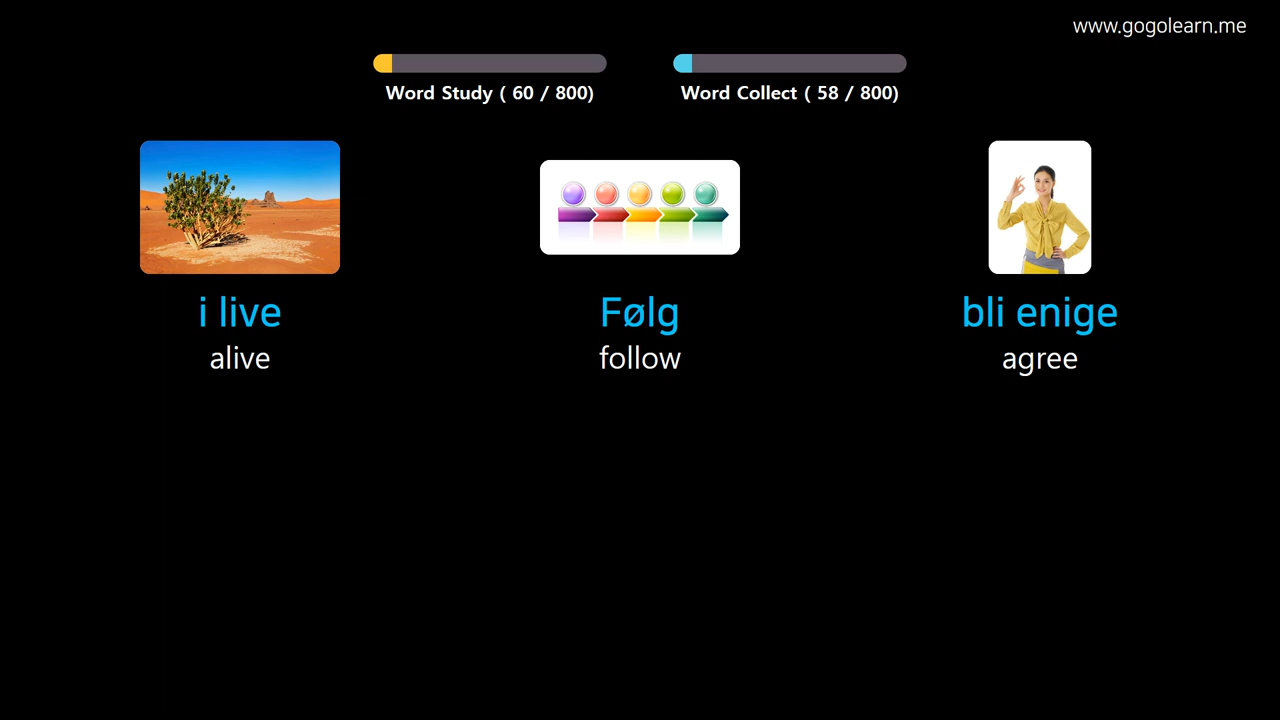 www.gogolearn.me
Word Study ( 60 / 800)
Word Collect ( 58 / 800)
i live
alive
Følg
follow
bli enige
agree